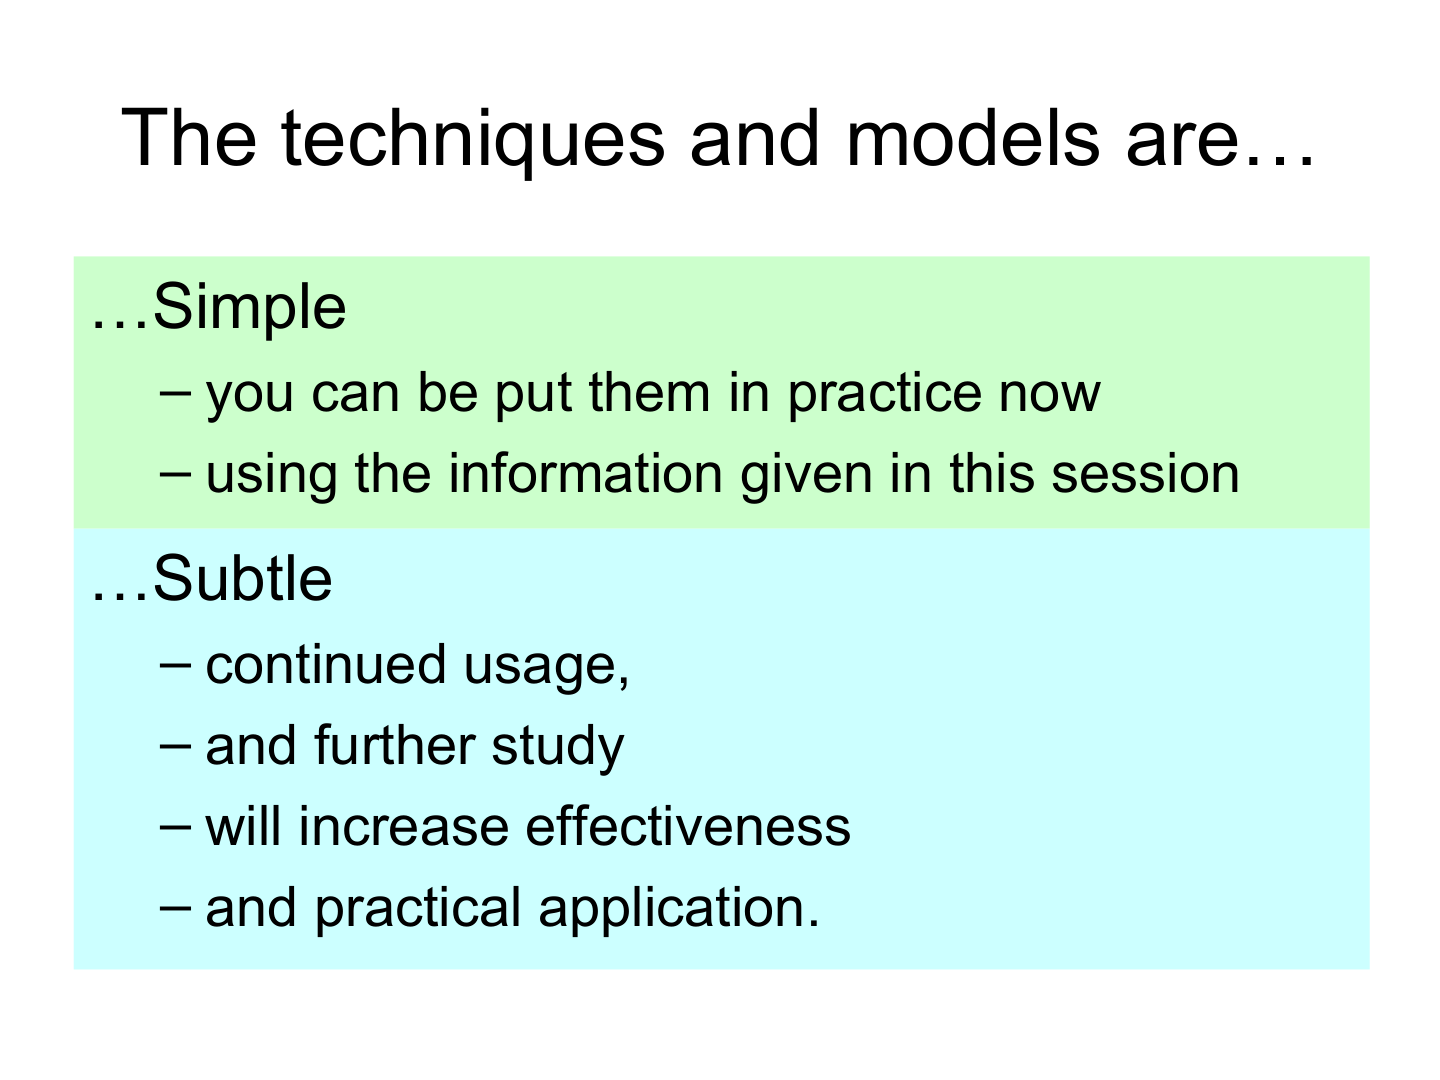 The techniques and models are…
…Simple
– you can be put them in practice now
– using the information given in this session
…Subtle
– continued usage,
– and further study
– will increase effectiveness
– and practical application.